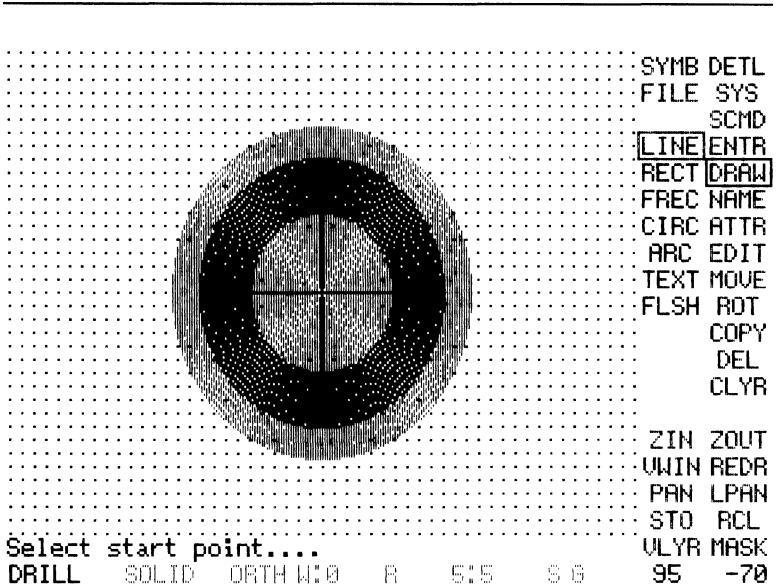 SYMB DETL
FILE SYS
SCMD
LINE ENTR
RECT DRAW
FREC NAME
CIRC ATTR
ARC EDIT
TEXT MOVE
FLSH ROT
COPY
DEL
CLYR
ZIN ZOUT
VWIN REDR
PAN LPAN
STO RCL
Select start point.... VLYR MASK
DRILL SOLID ORTH W:0 R S:5 S G 95 -70